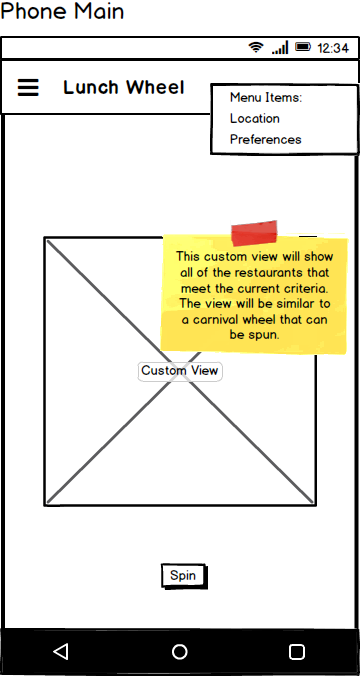 Phone Main
12:34
Lunch Wheel
Menu Items:
Location
Preferences
This custom view will show
all of the restaurants that
meet the current criteria.
The view will be similar to
a carnival wheel that can
be spun.
Custom View
Spin